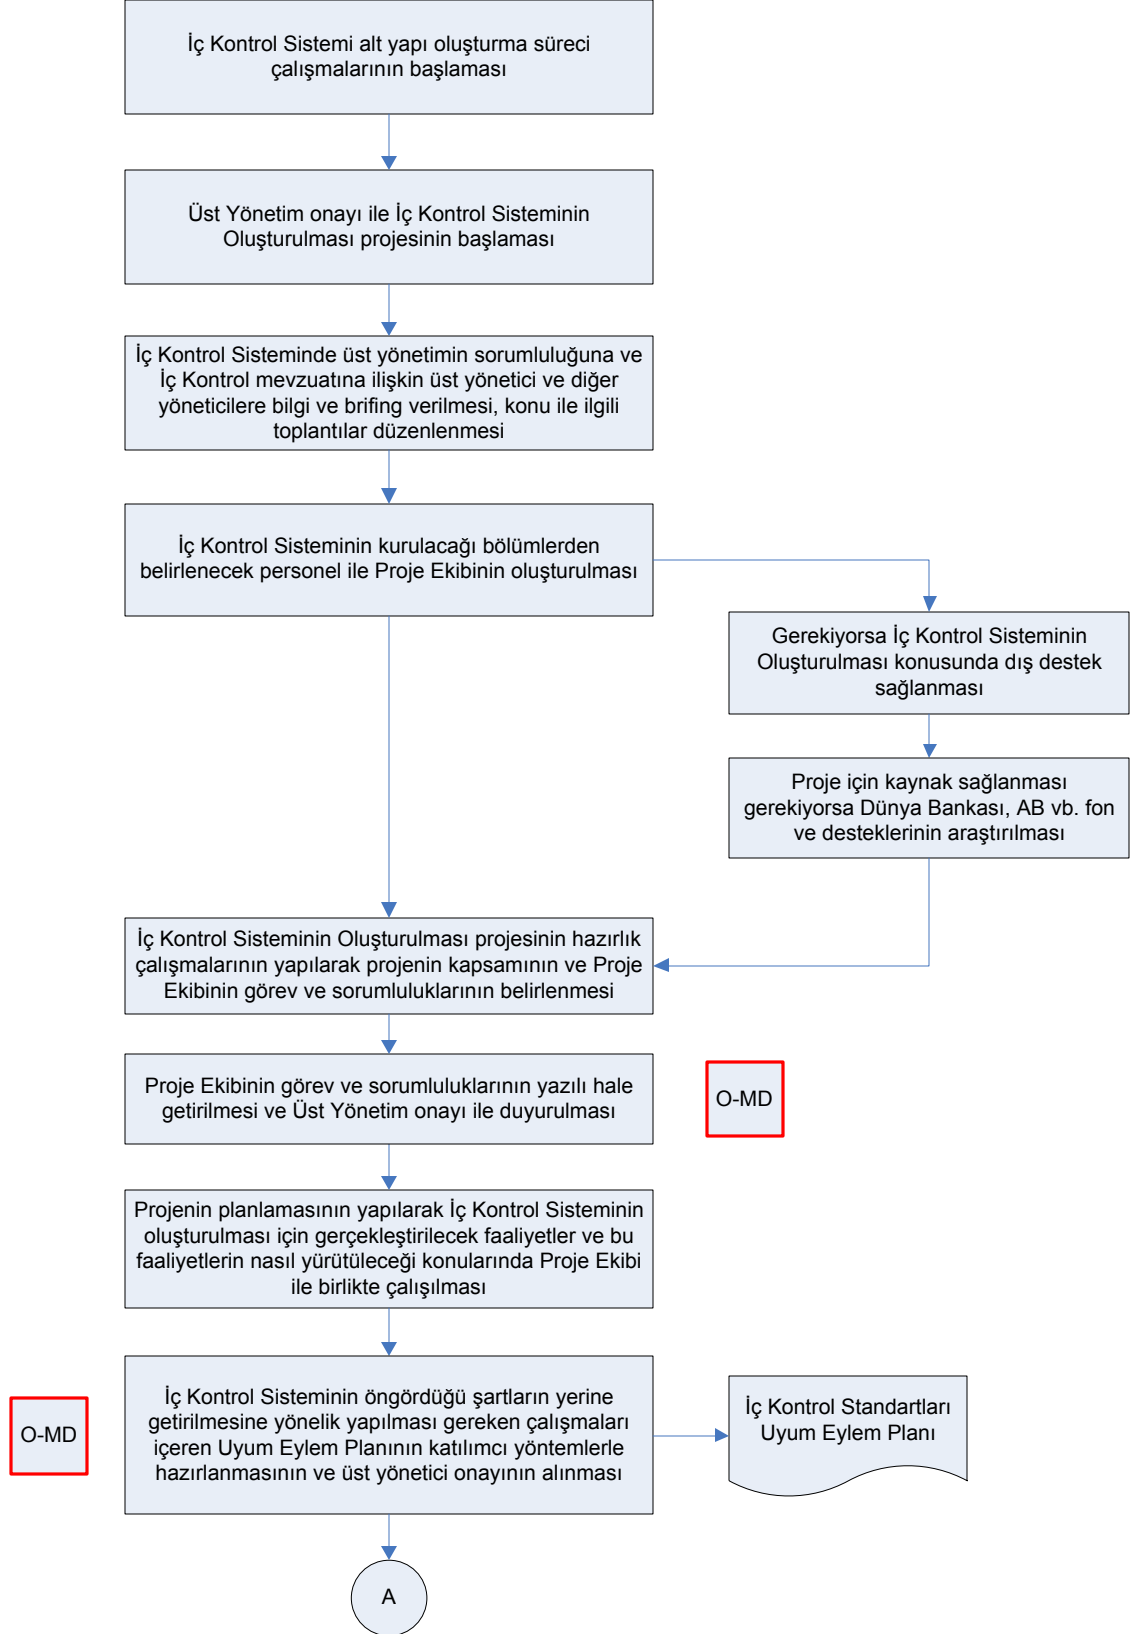 İç Kontrol Sistemi alt yapı oluşturma süreci
çalışmalarının başlaması
Üst Yönetim onayı ile İç Kontrol Sisteminin
Oluşturulması projesinin başlaması
İç Kontrol Sisteminde üst yönetimin sorumluluğuna ve
İç Kontrol mevzuatına ilişkin üst yönetici ve diğer
yöneticilere bilgi ve brifing verilmesi, konu ile ilgili
toplantılar düzenlenmesi
İç Kontrol Sisteminin kurulacağı bölümlerden
belirlenecek personel ile Proje Ekibinin oluşturulması
Gerekiyorsa İç Kontrol Sisteminin
Oluşturulması konusunda dış destek
sağlanması
Proje için kaynak sağlanması
gerekiyorsa Dünya Bankası, AB vb. fon
ve desteklerinin araştırılması
İç Kontrol Sisteminin Oluşturulması projesinin hazırlık
çalışmalarının yapılarak projenin kapsamının ve Proje
Ekibinin görev ve sorumluluklarının belirlenmesi
Proje Ekibinin görev ve sorumluluklarının yazılı hale
getirilmesi ve Üst Yönetim onayı ile duyurulması
O-MD
Projenin planlamasının yapılarak İç Kontrol Sisteminin
oluşturulması için gerçekleştirilecek faaliyetler ve bu
faaliyetlerin nasıl yürütüleceği konularında Proje Ekibi
ile birlikte çalışılması
O-MD
İç Kontrol Sisteminin öngördüğü şartların yerine
getirilmesine yönelik yapılması gereken çalışmaları
içeren Uyum Eylem Planının katılımcı yöntemlerle
hazırlanmasının ve üst yönetici onayının alınması
İç Kontrol Standartları
Uyum Eylem Planı
A